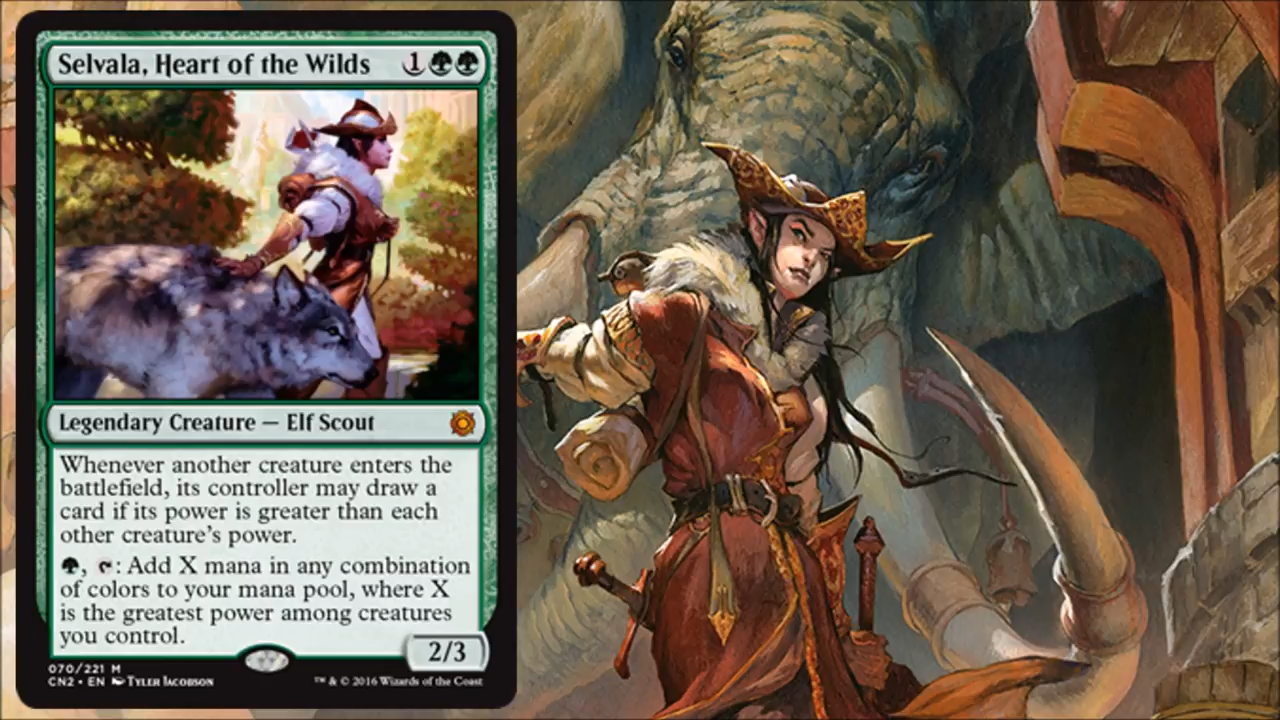 Selvala, Heart of the Wilds 1
Legendary Creature — Elf Scout
Whenever another creature enters the
battlefield, its controller may draw a
card if its power is greater than each
other creature's power.
, : Add X mana in any combination
of colors to your mana pool, where X
is the greatest power among creatures
you control.
2/3
070/221 M
CN2 • EN Tyler Jacobson
™ & © 2016 Wizards of the Coast